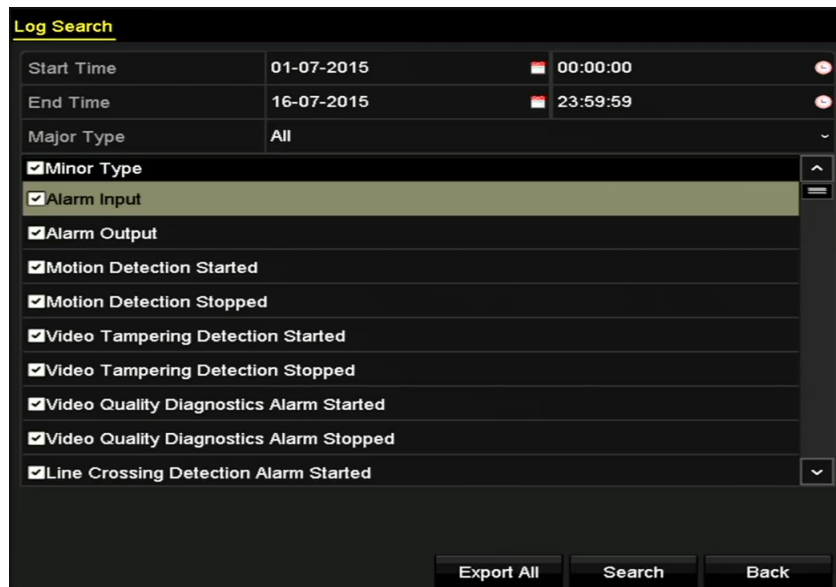 Log Search
Start Time 01-07-2015 00:00:00
End Time 16-07-2015 23:59:59
Major Type All
Minor Type
Alarm Input
Alarm Output
Motion Detection Started
Motion Detection Stopped
Video Tampering Detection Started
Video Tampering Detection Stopped
Video Quality Diagnostics Alarm Started
Video Quality Diagnostics Alarm Stopped
Line Crossing Detection Alarm Started
Export All Search Back